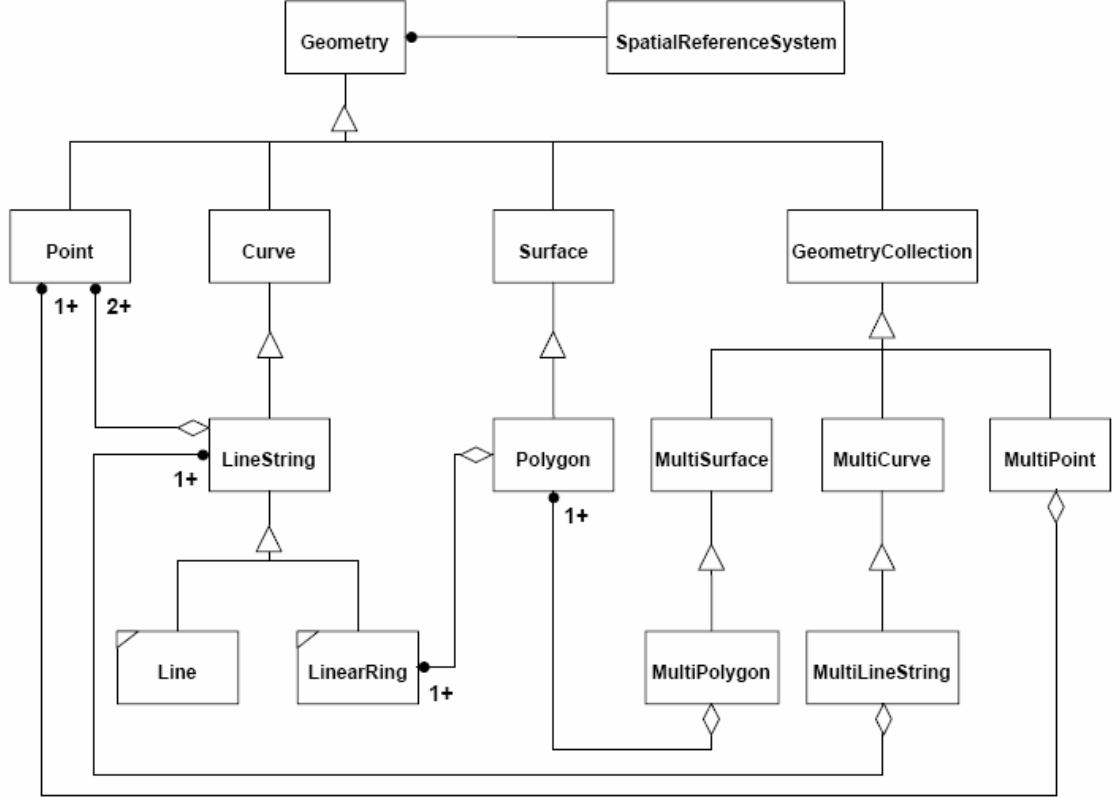 Geometry
SpatialReferenceSystem
Point
Curve
Surface
GeometryCollection
1+
2+
LineString
1+
Polygon
1+
MultiSurface
MultiCurve
MultiPoint
Line
LinearRing
1+
MultiPolygon
MultiLineString